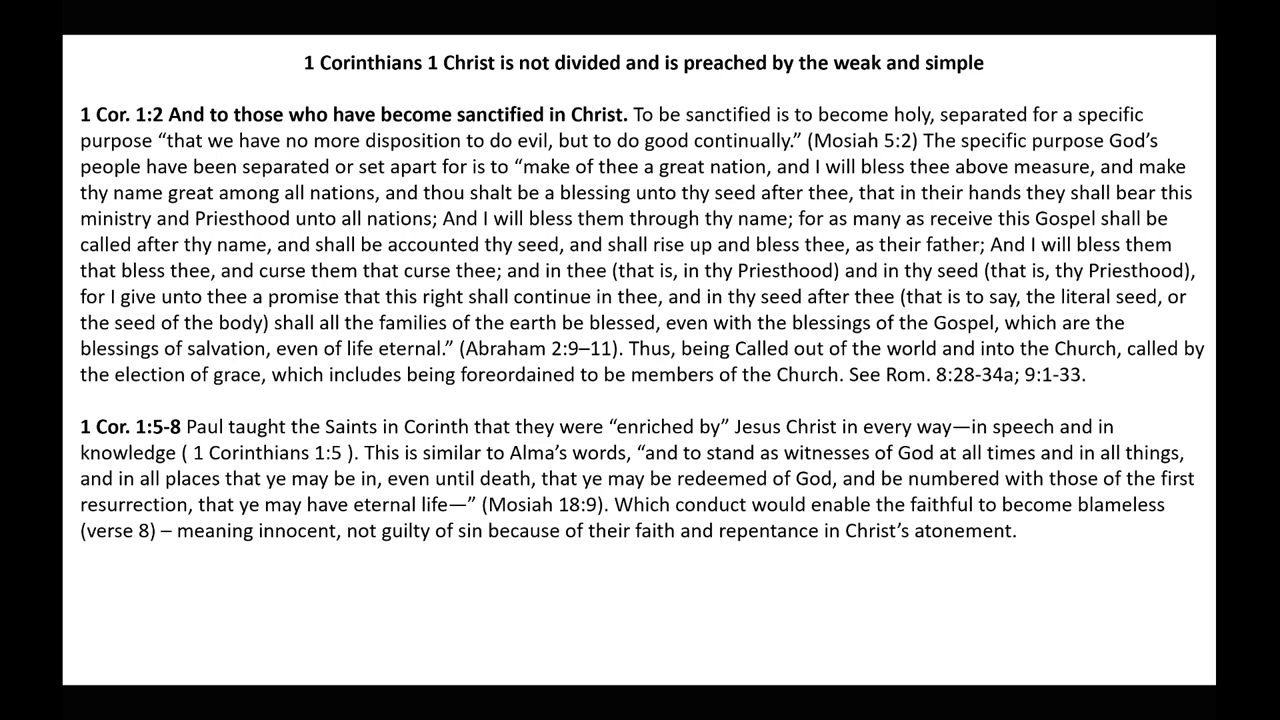 1 Corinthians 1 Christ is not divided and is preached by the weak and simple
1 Cor. 1:2 And to those who have become sanctified in Christ. To be sanctified is to become holy, separated for a specific
purpose “that we have no more disposition to do evil, but to do good continually.” (Mosiah 5:2) The specific purpose God’s
people have been separated or set apart for is to “make of thee a great nation, and I will bless thee above measure, and make
thy name great among all nations, and thou shalt be a blessing unto thy seed after thee, that in their hands they shall bear this
ministry and Priesthood unto all nations; And I will bless them through thy name; for as many as receive this Gospel shall be
called after thy name, and shall be accounted thy seed, and shall rise up and bless thee, as their father; And I will bless them
that bless thee, and curse them that curse thee; and in thee (that is, in thy Priesthood) and in thy seed (that is, thy Priesthood),
for I give unto thee a promise that this right shall continue in thee, and in thy seed after thee (that is to say, the literal seed, or
the seed of the body) shall all the families of the earth be blessed, even with the blessings of the Gospel, which are the
blessings of salvation, even of life eternal.” (Abraham 2:9–11). Thus, being Called out of the world and into the Church, called by
the election of grace, which includes being foreordained to be members of the Church. See Rom. 8:28-34a; 9:1-33.
1 Cor. 1:5-8 Paul taught the Saints in Corinth that they were “enriched by” Jesus Christ in every way—in speech and in
knowledge ( 1 Corinthians 1:5 ). This is similar to Alma’s words, “and to stand as witnesses of God at all times and in all things,
and in all places that ye may be in, even until death, that ye may be redeemed of God, and be numbered with those of the first
resurrection, that ye may have eternal life—” (Mosiah 18:9). Which conduct would enable the faithful to become blameless
(verse 8) – meaning innocent, not guilty of sin because of their faith and repentance in Christ’s atonement.